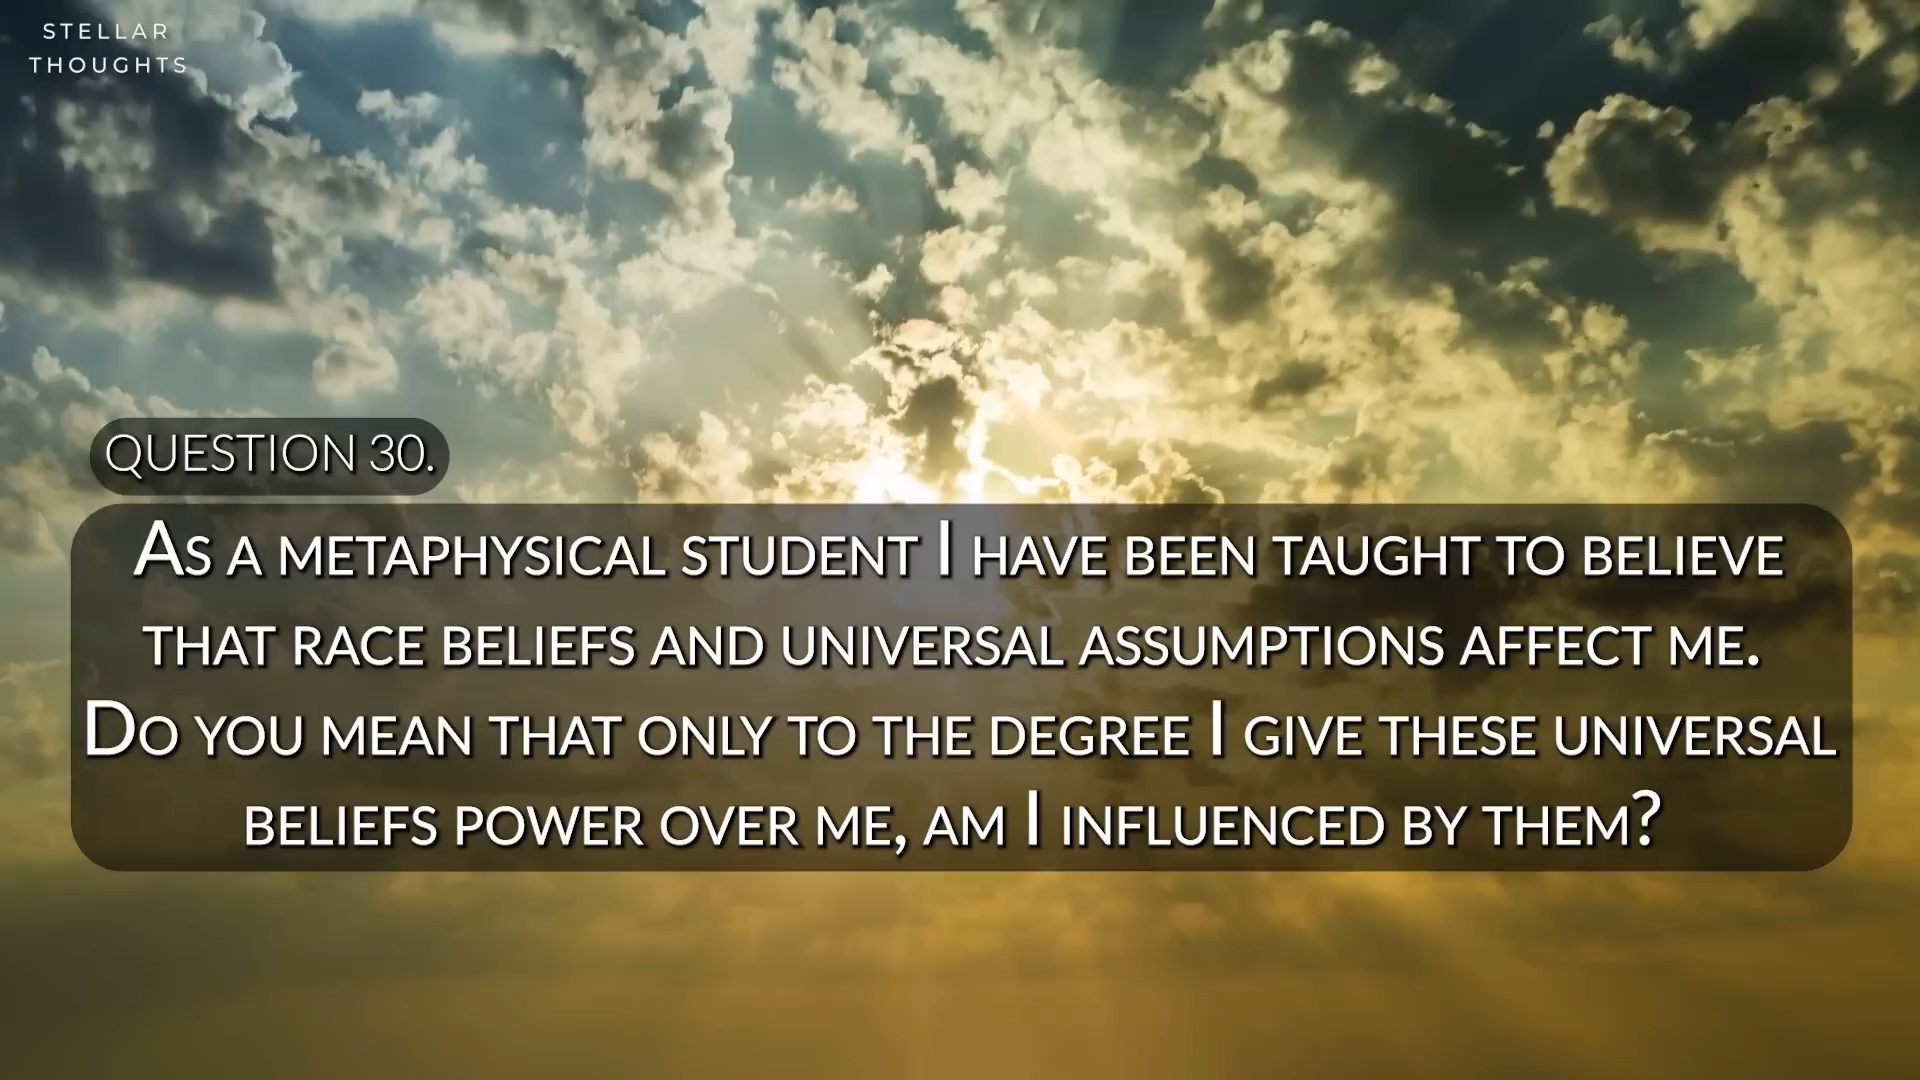 STELLAR
THOUGHTS
QUESTION 30.
AS A METAPHYSICAL STUDENT I HAVE BEEN TAUGHT TO BELIEVE
THAT RACE BELIEFS AND UNIVERSAL ASSUMPTIONS AFFECT ME.
DO YOU MEAN THAT ONLY TO THE DEGREE I GIVE THESE UNIVERSAL
BELIEFS POWER OVER ME, AM I INFLUENCED BY THEM?